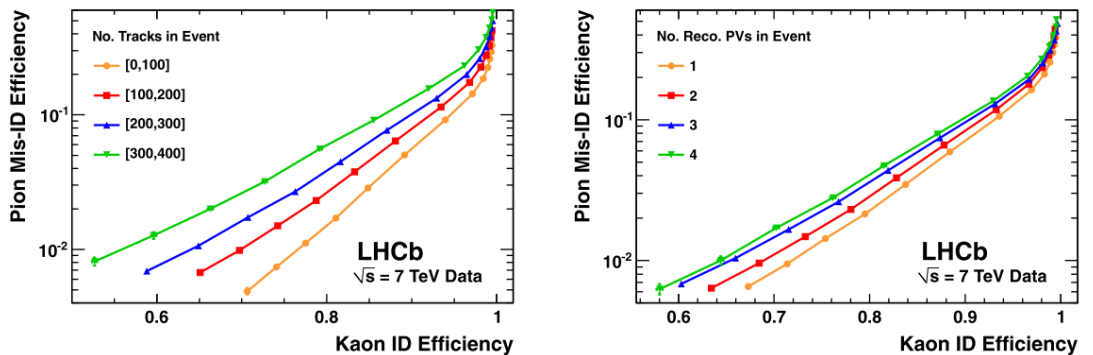 Pion Mis-ID Efficiency
No. Tracks in Event
[0,100]
[100,200]
[200,300]
[300,400]
10⁻¹
10⁻²
LHCb
√s = 7 TeV Data
0.6 0.8 1
Kaon ID Efficiency
Pion Mis-ID Efficiency
No. Reco. PVs in Event
1
2
3
4
10⁻¹
10⁻²
LHCb
√s = 7 TeV Data
0.6 0.7 0.8 0.9 1
Kaon ID Efficiency